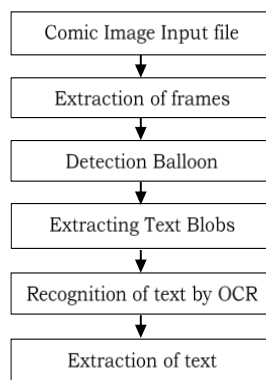 Comic Image Input file
Extraction of frames
Detection Balloon
Extracting Text Blobs
Recognition of text by OCR
Extraction of text